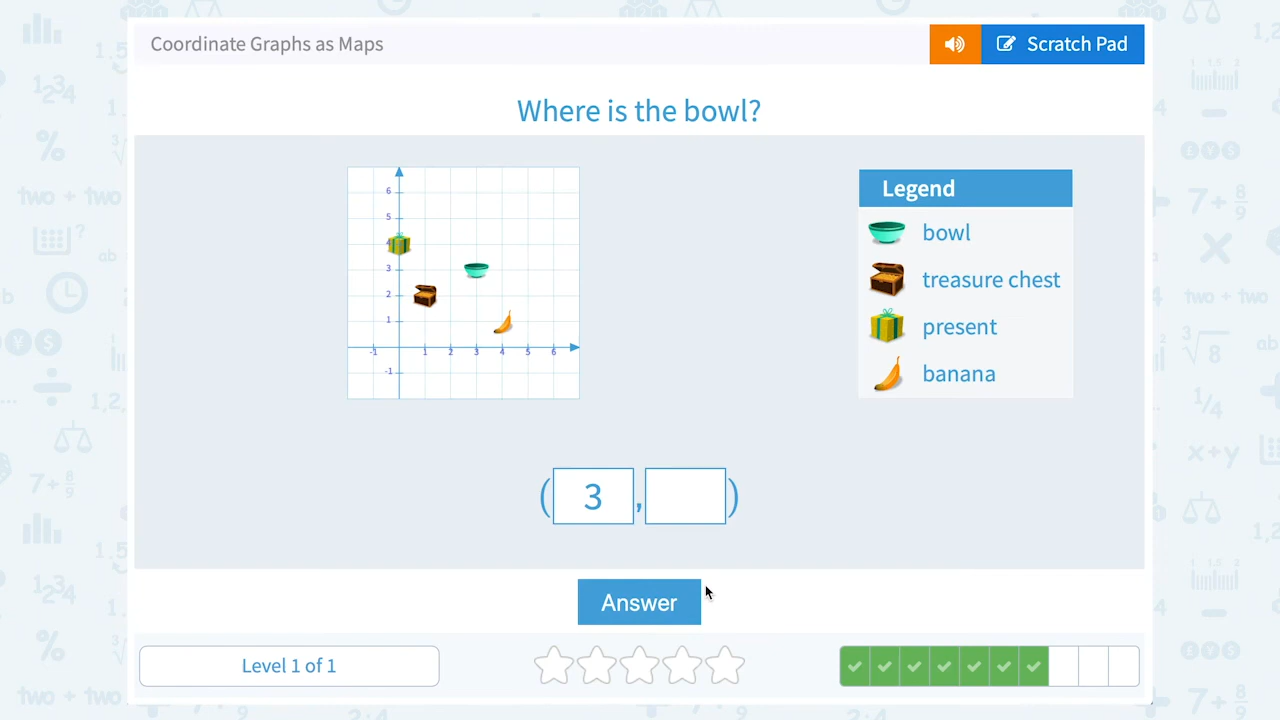 Coordinate Graphs as Maps
Scratch Pad
Where is the bowl?
6
5
4
3
2
1
-1 1 2 3 4 5 6
-1
Legend
bowl
treasure chest
present
banana
( 3 , )
Answer
Level 1 of 1